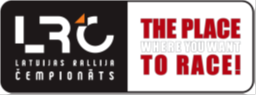 LRČ
LATVIJAS RALLIJA
ČEMPIONĀTS
THE PLACE
WHERE YOU WANT
TO RACE!